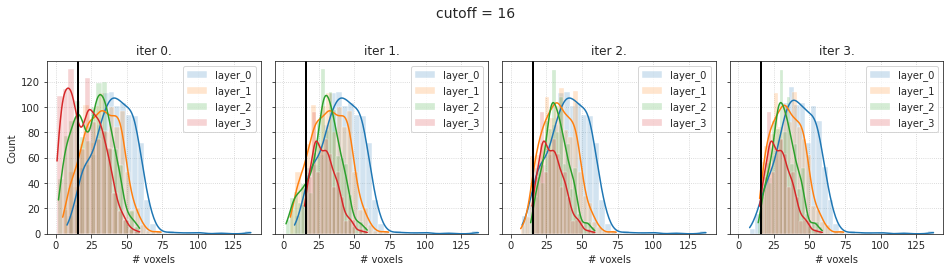 cutoff = 16
iter 0.
iter 1.
iter 2.
iter 3.
layer_0
layer_1
layer_2
layer_3
layer_0
layer_1
layer_2
layer_3
layer_0
layer_1
layer_2
layer_3
layer_0
layer_1
layer_2
layer_3
Count
120
100
80
60
40
20
0
0 25 50 75 100 125
0 25 50 75 100 125
0 25 50 75 100 125
0 25 50 75 100 125
# voxels
# voxels
# voxels
# voxels